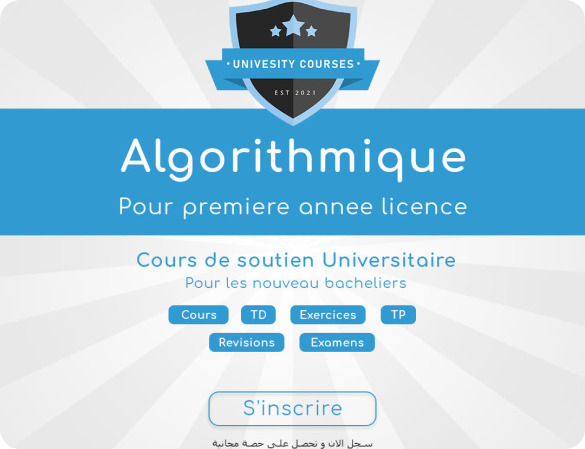 UNIVESITY COURSES
EST 2021
Algorithmique
Pour premiere annee licence
Cours de soutien Universitaire
Pour les nouveau bacheliers
Cours TD Exercices TP
Revisions Examens
S'inscrire
سجل الان و تحصل على حصة مجانية